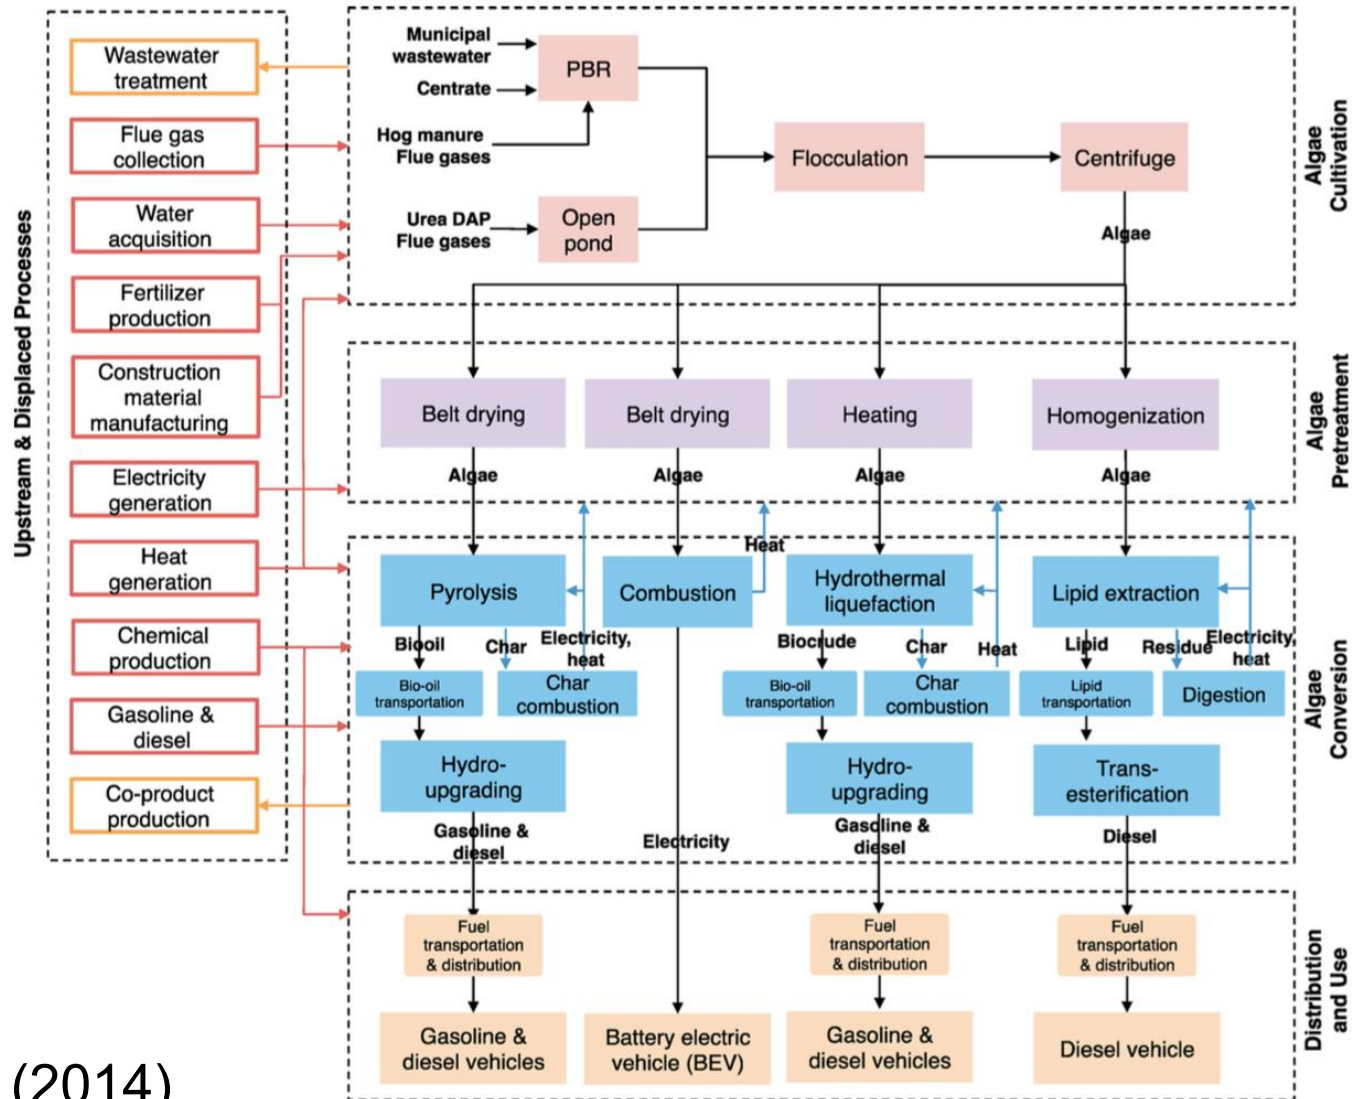 Upstream & Displaced Processes
Wastewater
treatment
Flue gas
collection
Water
acquisition
Fertilizer
production
Construction
material
manufacturing
Electricity
generation
Heat
generation
Chemical
production
Gasoline &
diesel
Co-product
production
Municipal
wastewater
Centrate
Hog manure
Flue gases
Urea DAP
Flue gases
PBR
Open
pond
Flocculation
Centrifuge
Algae
Algae
Cultivation
Belt drying
Belt drying
Heating
Homogenization
Algae
Algae
Algae
Algae
Algae
Pretreatment
Heat
Pyrolysis
Combustion
Hydrothermal
liquefaction
Lipid extraction
Biooil
Char
Electricity,
heat
Biocrude
Char
Heat
Lipid
Residue
Electricity,
heat
Bio-oil
transportation
Char
combustion
Bio-oil
transportation
Char
combustion
Lipid
transportation
Digestion
Hydro-
upgrading
Hydro-
upgrading
Trans-
esterification
Gasoline &
diesel
Electricity
Gasoline &
diesel
Diesel
Algae
Conversion
Fuel
transportation
& distribution
Fuel
transportation
& distribution
Fuel
transportation
& distribution
Gasoline &
diesel vehicles
Battery electric
vehicle (BEV)
Gasoline &
diesel vehicles
Diesel vehicle
Distribution
and Use
(2014)